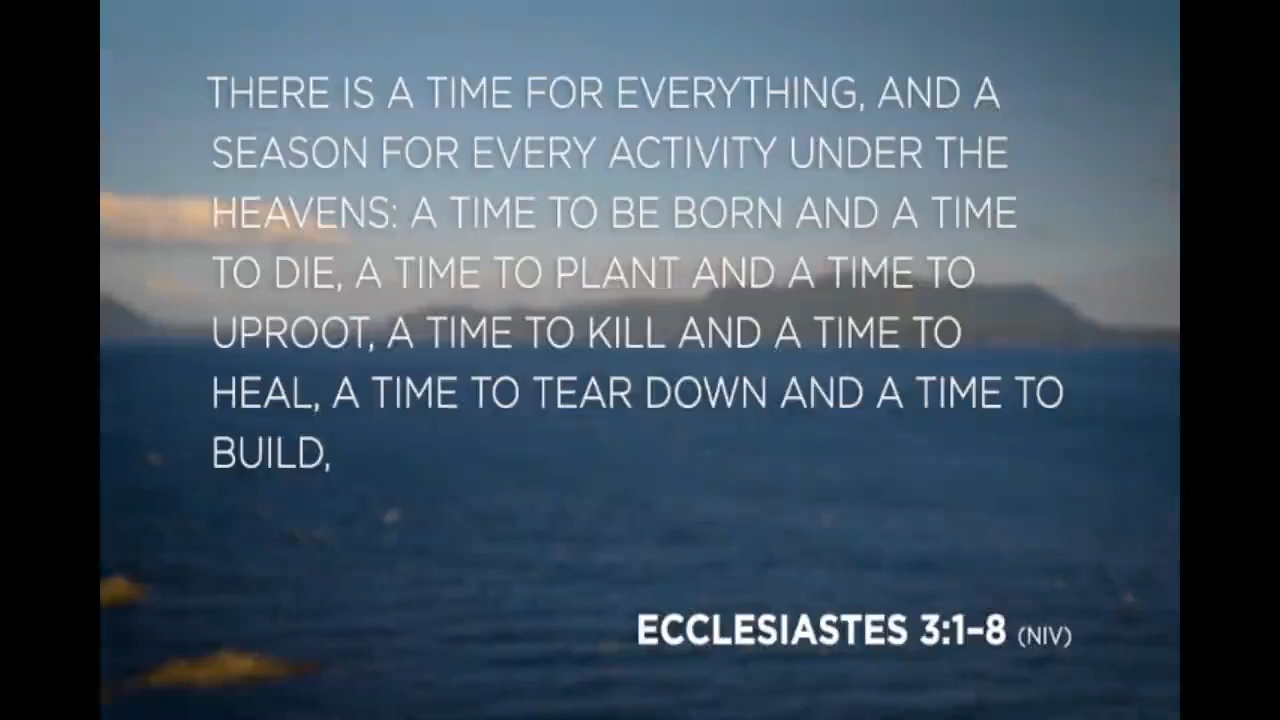 THERE IS A TIME FOR EVERYTHING, AND A
SEASON FOR EVERY ACTIVITY UNDER THE
HEAVENS: A TIME TO BE BORN AND A TIME
TO DIE, A TIME TO PLANT AND A TIME TO
UPROOT, A TIME TO KILL AND A TIME TO
HEAL, A TIME TO TEAR DOWN AND A TIME TO
BUILD,
ECCLESIASTES 3:1–8 (NIV)